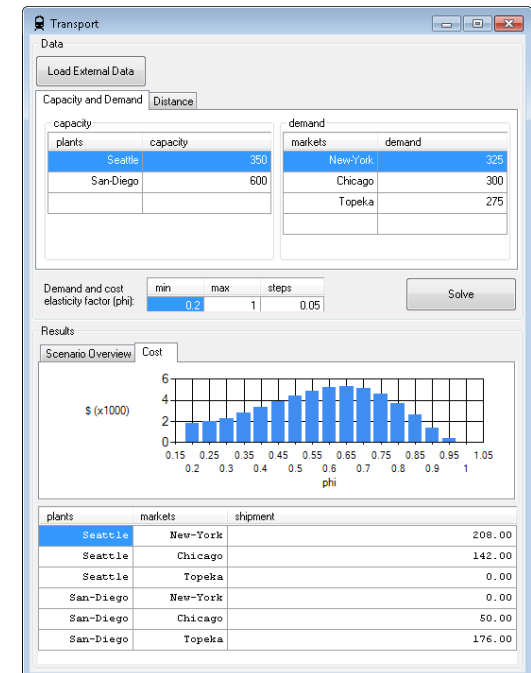 Transport
Data
Load External Data
Capacity and Demand Distance
capacity
plants capacity
Seattle 350
San-Diego 600
demand
markets demand
New-York 325
Chicago 300
Topeka 275
Demand and cost
elasticity factor (phi):
min max steps
0.2 1 0.05
Solve
Results
Scenario Overview Cost
$ (x1000)
6
4
2
0
0.15 0.25 0.35 0.45 0.55 0.65 0.75 0.85 0.95 1.05
0.2 0.3 0.4 0.5 0.6 0.7 0.8 0.9 1
phi
plants markets shipment
Seattle New-York 208.00
Seattle Chicago 142.00
Seattle Topeka 0.00
San-Diego New-York 0.00
San-Diego Chicago 50.00
San-Diego Topeka 176.00